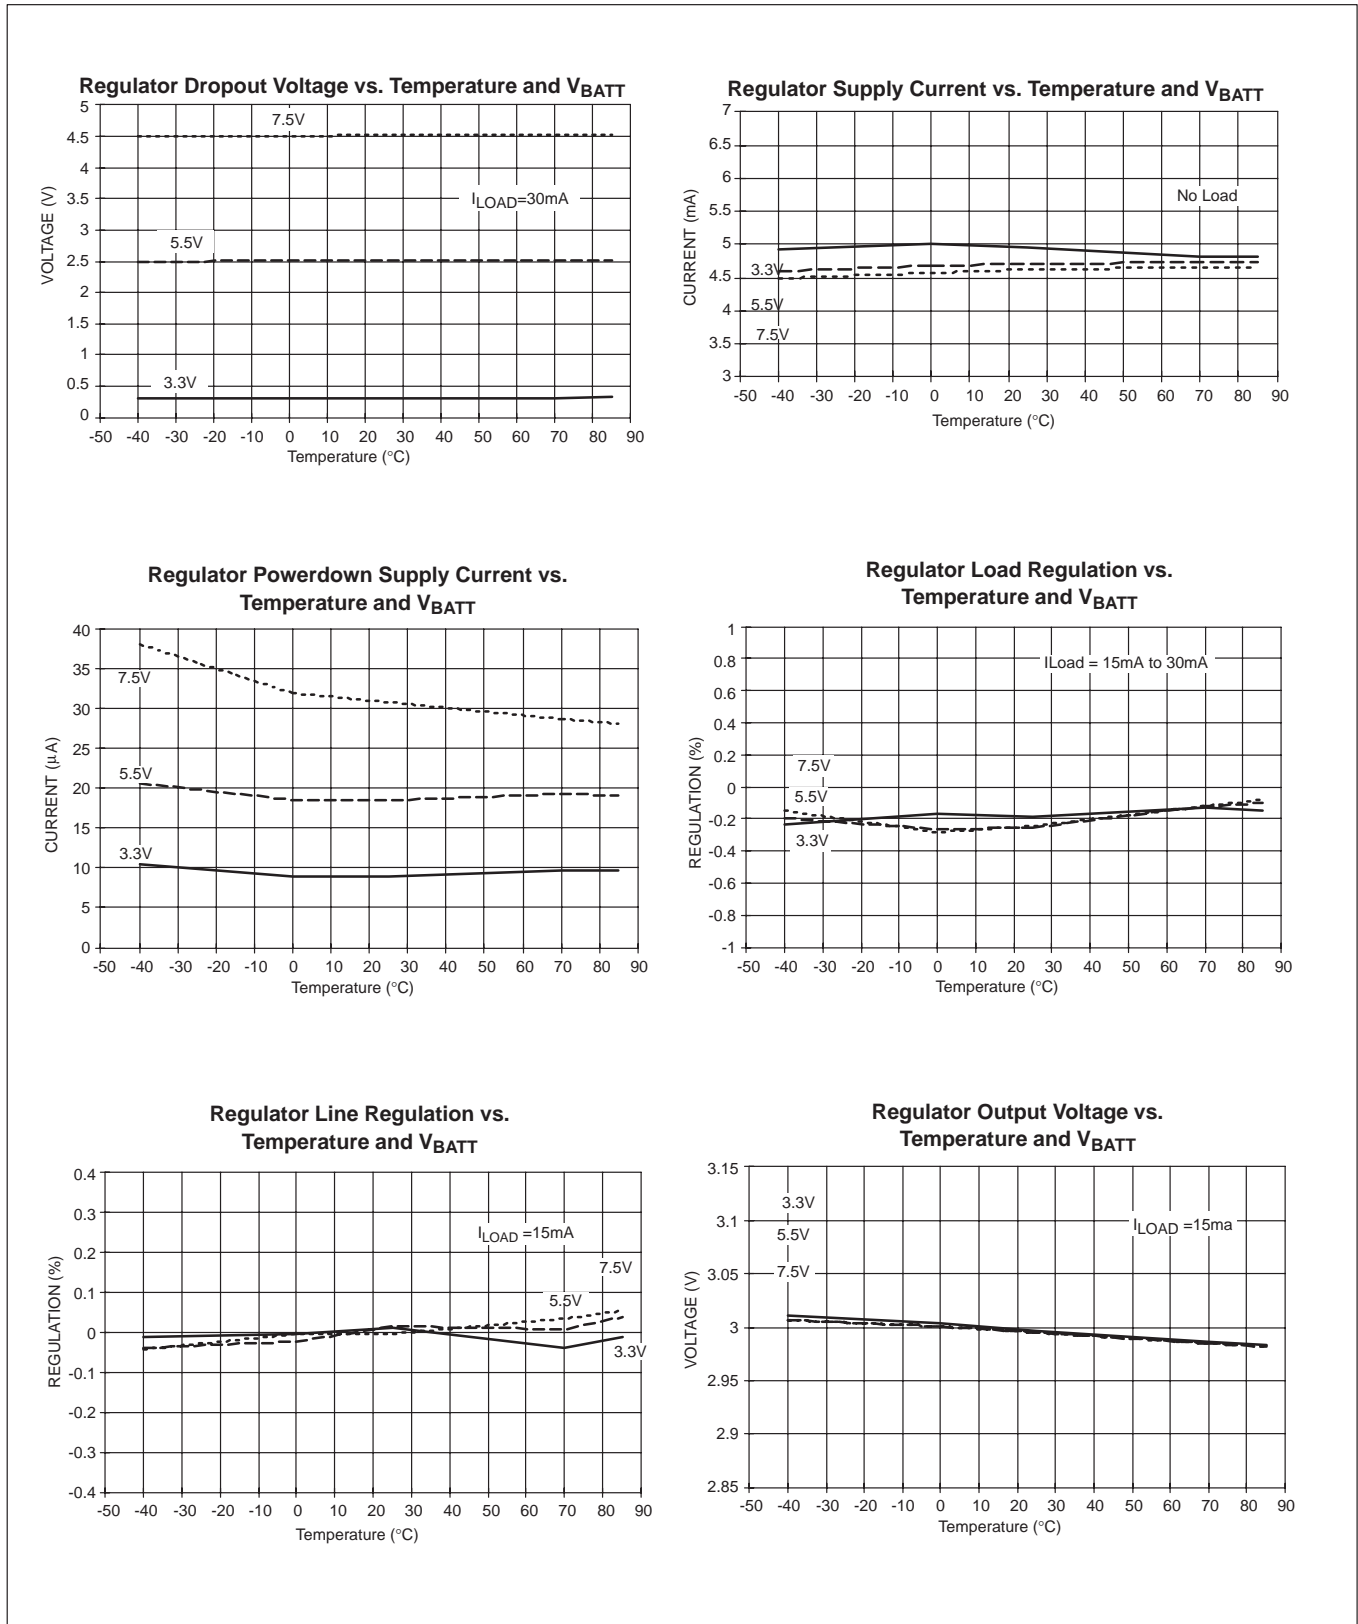 Regulator Dropout Voltage vs. Temperature and VBATT
5
4.5
4
3.5
3
2.5
2
1.5
1
0.5
0
VOLTAGE (V)
7.5V
ILOAD=30mA
5.5V
3.3V
-50 -40 -30 -20 -10 0 10 20 30 40 50 60 70 80 90
Temperature (°C)
Regulator Supply Current vs. Temperature and VBATT
7
6.5
6
5.5
5
4.5
4
3.5
3
CURRENT (mA)
No Load
3.3V
5.5V
7.5V
-50 -40 -30 -20 -10 0 10 20 30 40 50 60 70 80 90
Temperature (°C)
Regulator Powerdown Supply Current vs.
Temperature and VBATT
40
35
30
25
20
15
10
5
0
CURRENT (µA)
7.5V
5.5V
3.3V
-50 -40 -30 -20 -10 0 10 20 30 40 50 60 70 80 90
Temperature (°C)
Regulator Load Regulation vs.
Temperature and VBATT
1
0.8
0.6
0.4
0.2
0
-0.2
-0.4
-0.6
-0.8
-1
REGULATION (%)
ILoad = 15mA to 30mA
7.5V
5.5V
3.3V
-50 -40 -30 -20 -10 0 10 20 30 40 50 60 70 80 90
Temperature (°C)
Regulator Line Regulation vs.
Temperature and VBATT
0.4
0.3
0.2
0.1
0
-0.1
-0.2
-0.3
-0.4
REGULATION (%)
ILOAD =15mA
7.5V
5.5V
3.3V
-50 -40 -30 -20 -10 0 10 20 30 40 50 60 70 80 90
Temperature (°C)
Regulator Output Voltage vs.
Temperature and VBATT
3.15
3.1
3.05
3
2.95
2.9
2.85
VOLTAGE (V)
3.3V
5.5V
7.5V
ILOAD =15ma
-50 -40 -30 -20 -10 0 10 20 30 40 50 60 70 80 90
Temperature (°C)